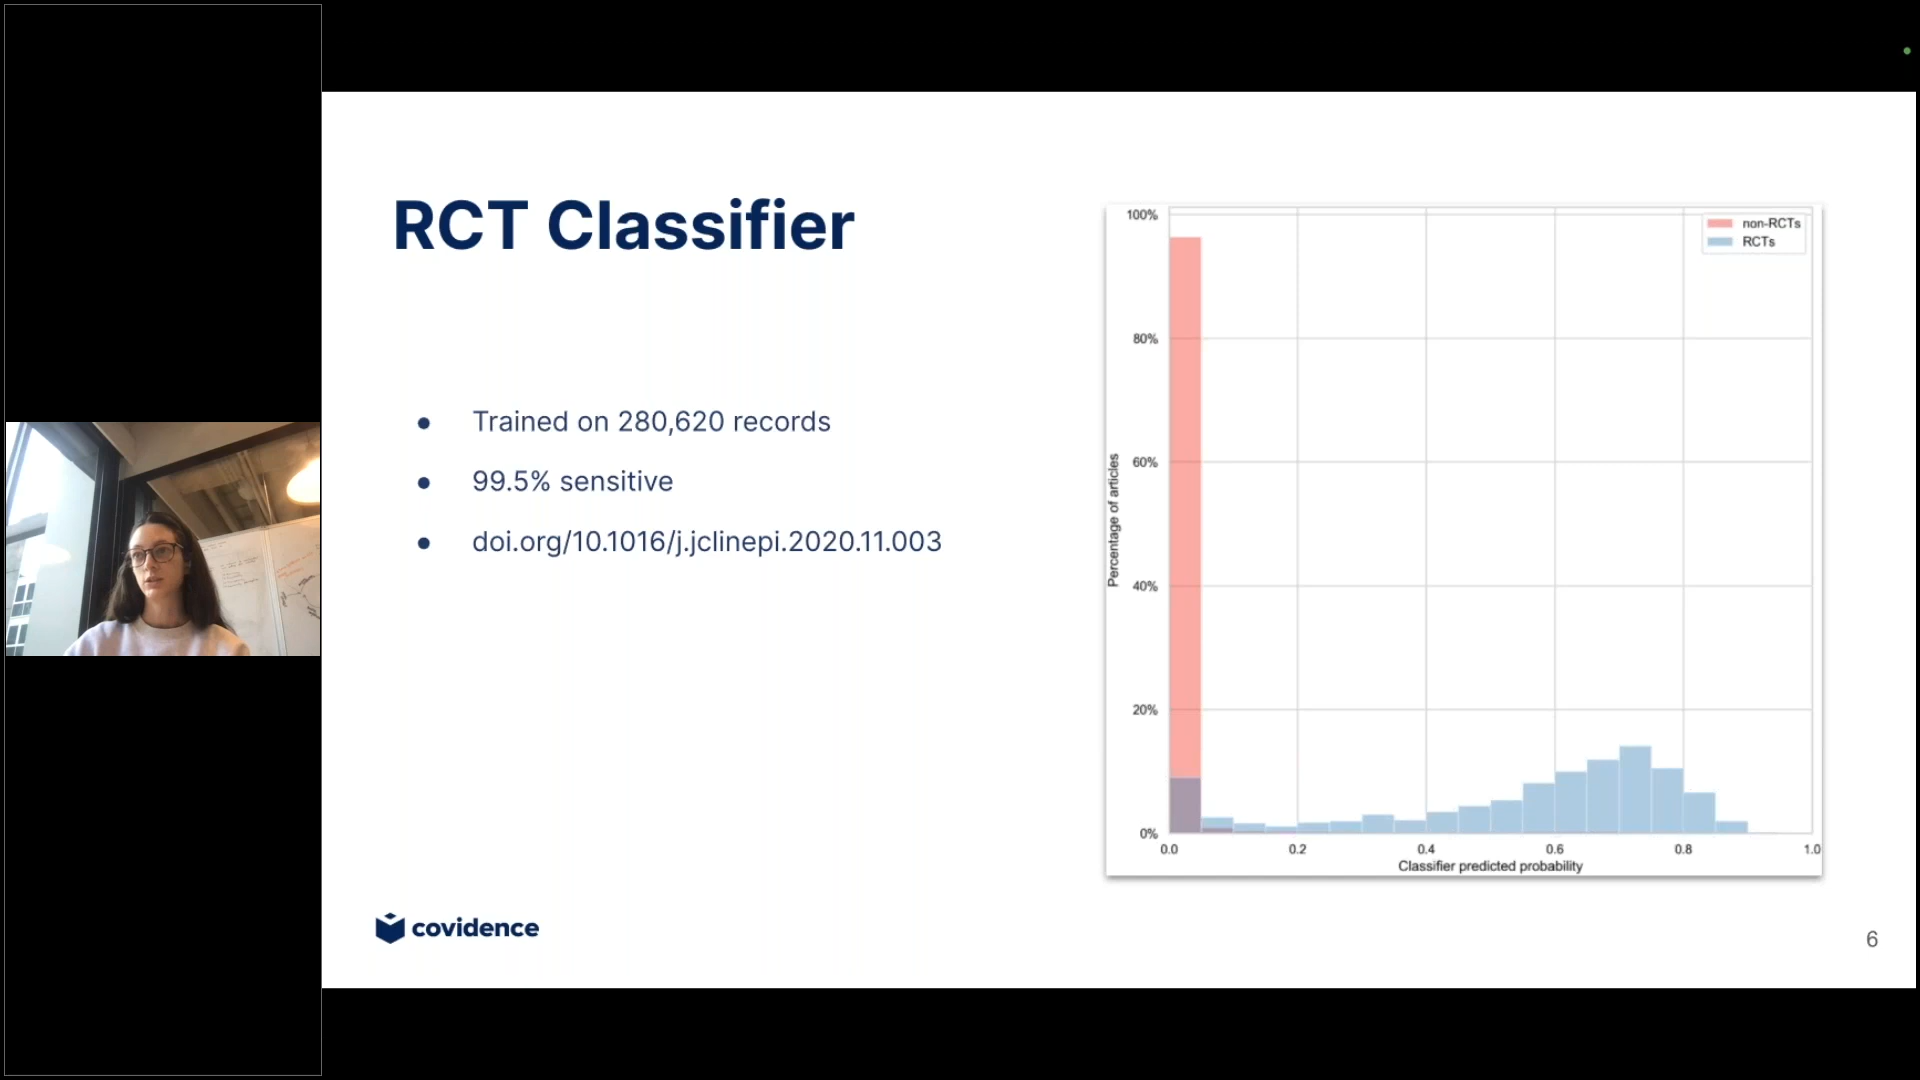 RCT Classifier
● Trained on 280,620 records
● 99.5% sensitive
● doi.org/10.1016/j.jclinepi.2020.11.003
non-RCTs
RCTs
100%
80%
60%
40%
20%
0%
Percentage of articles
0.0 0.2 0.4 0.6 0.8 1.0
Classifier predicted probability
covidence
6